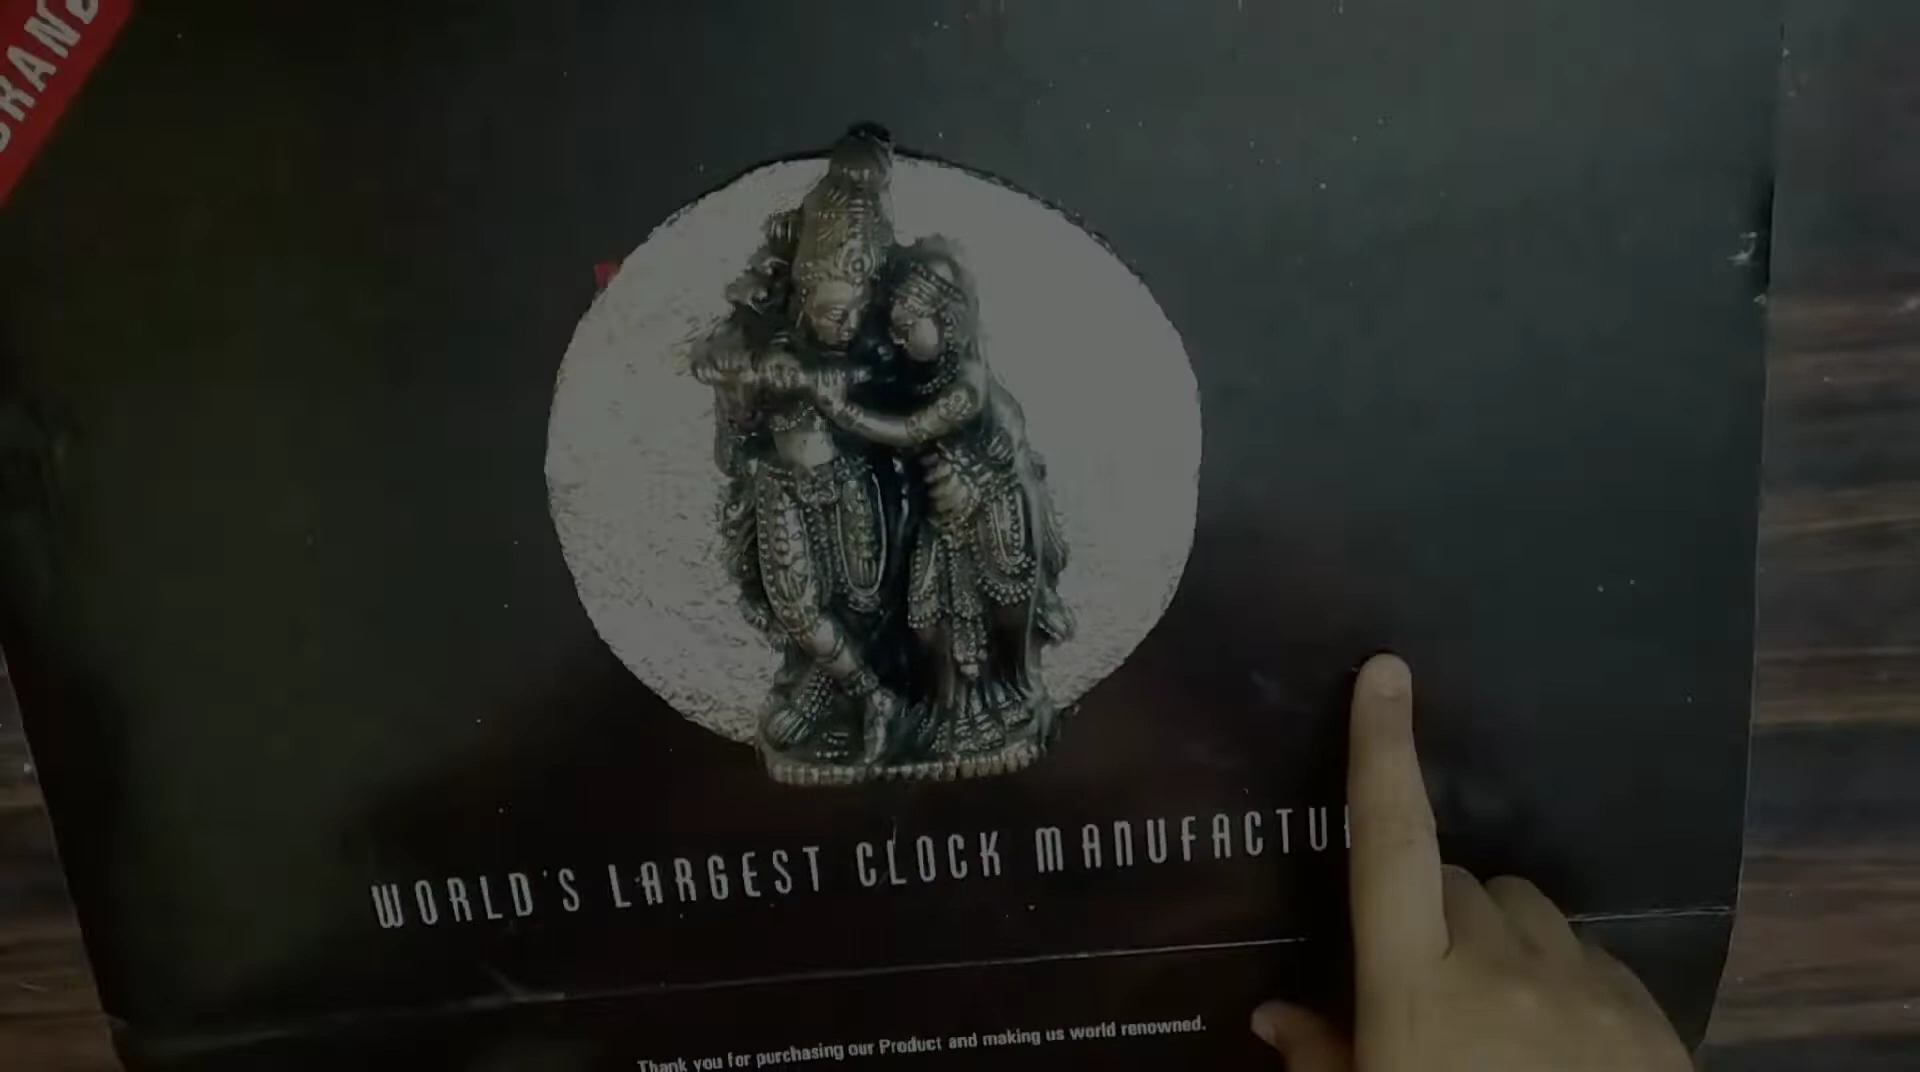 WORLD'S LARGEST CLOCK MANUFACTU
Thank you for purchasing our Product and making us world renowned.